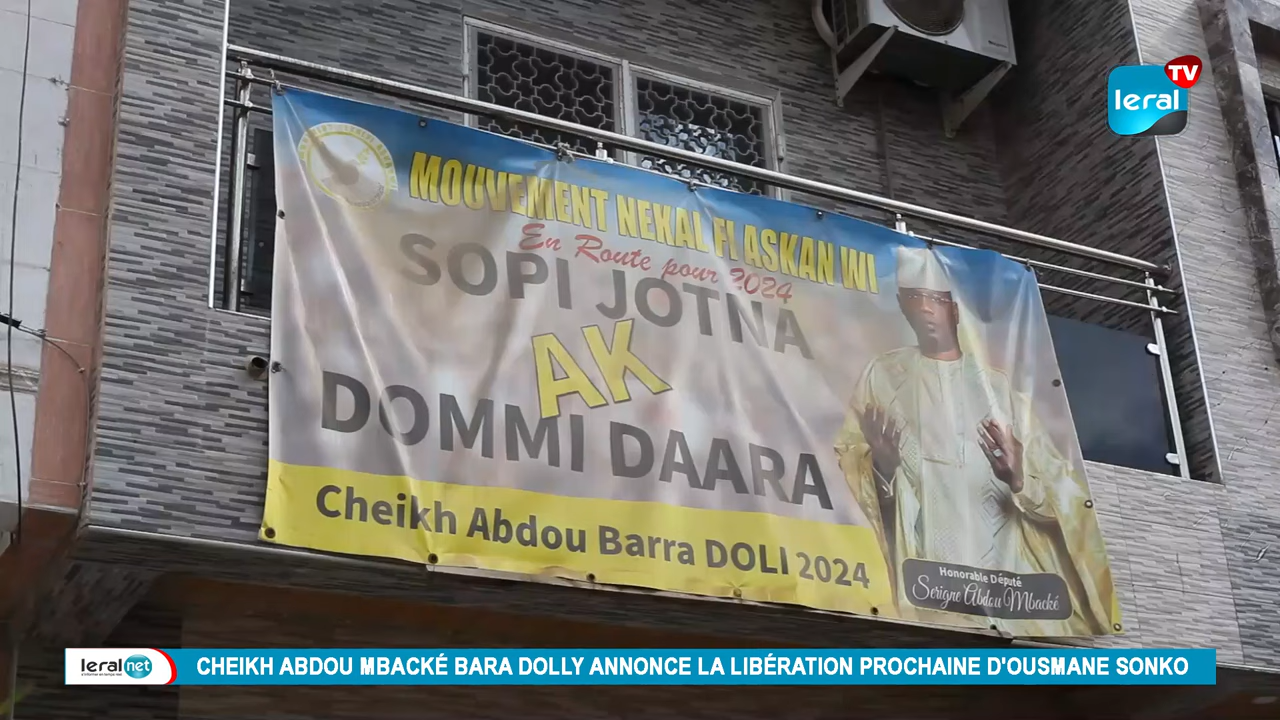 TV
leral
MOUVEMENT NEKAL FI ASKAN WI
En Route pour 2024
SOPI JOTNA
AK
DOMMI DAARA
Cheikh Abdou Barra DOLI 2024
Honorable Député
Serigne Abdou Mbacké
leral net
CHEIKH ABDOU MBACKÉ BARA DOLLY ANNONCE LA LIBÉRATION PROCHAINE D'OUSMANE SONKO